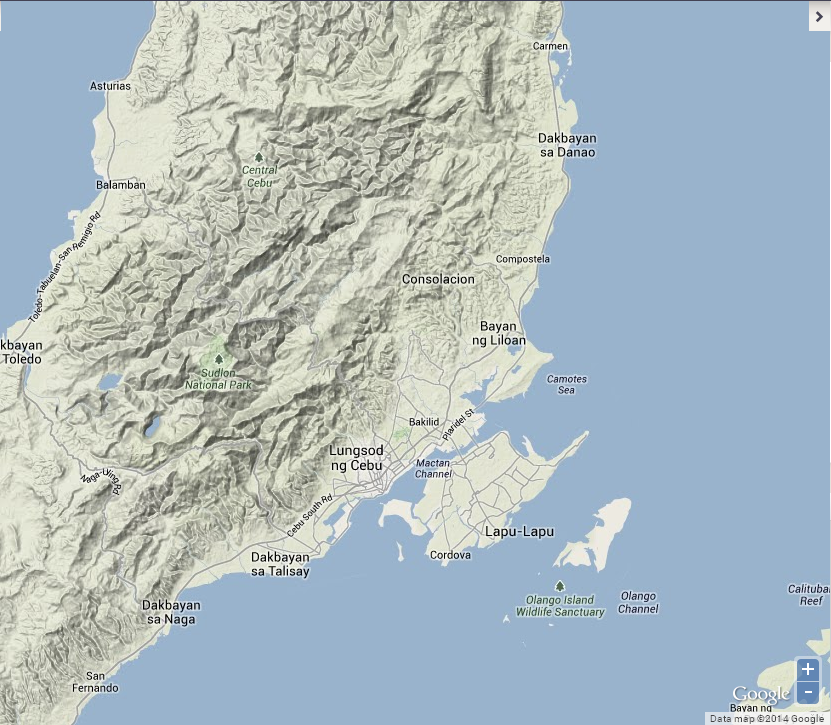 Carmen
Asturias
Dakbayan
sa Danao
Central
Cebu
Balamban
Toledo-Tabuelan-San Remigio Rd
Compostela
Consolacion
Bayan
ng Liloan
kbayan
Toledo
Sudlon
National Park
Camotes
Sea
Bakilid
Plaridel St
Lungsod
ng Cebu
Mactan
Channel
Naga-Uling Rd
Cebu South Rd
Lapu-Lapu
Cordova
Dakbayan
sa Talisay
Olango Island
Wildlife Sanctuary
Olango
Channel
Calituba
Reef
Dakbayan
sa Naga
San
Fernando
+
-
Google
Bayan ng
Data map ©2014 Google